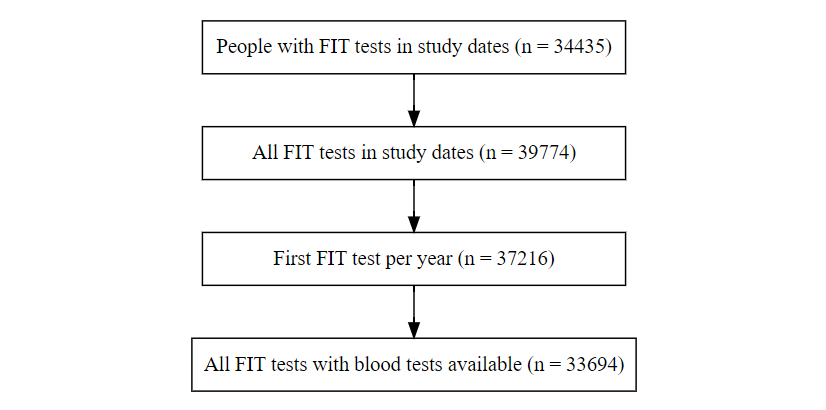 People with FIT tests in study dates (n = 34435)
All FIT tests in study dates (n = 39774)
First FIT test per year (n = 37216)
All FIT tests with blood tests available (n = 33694)